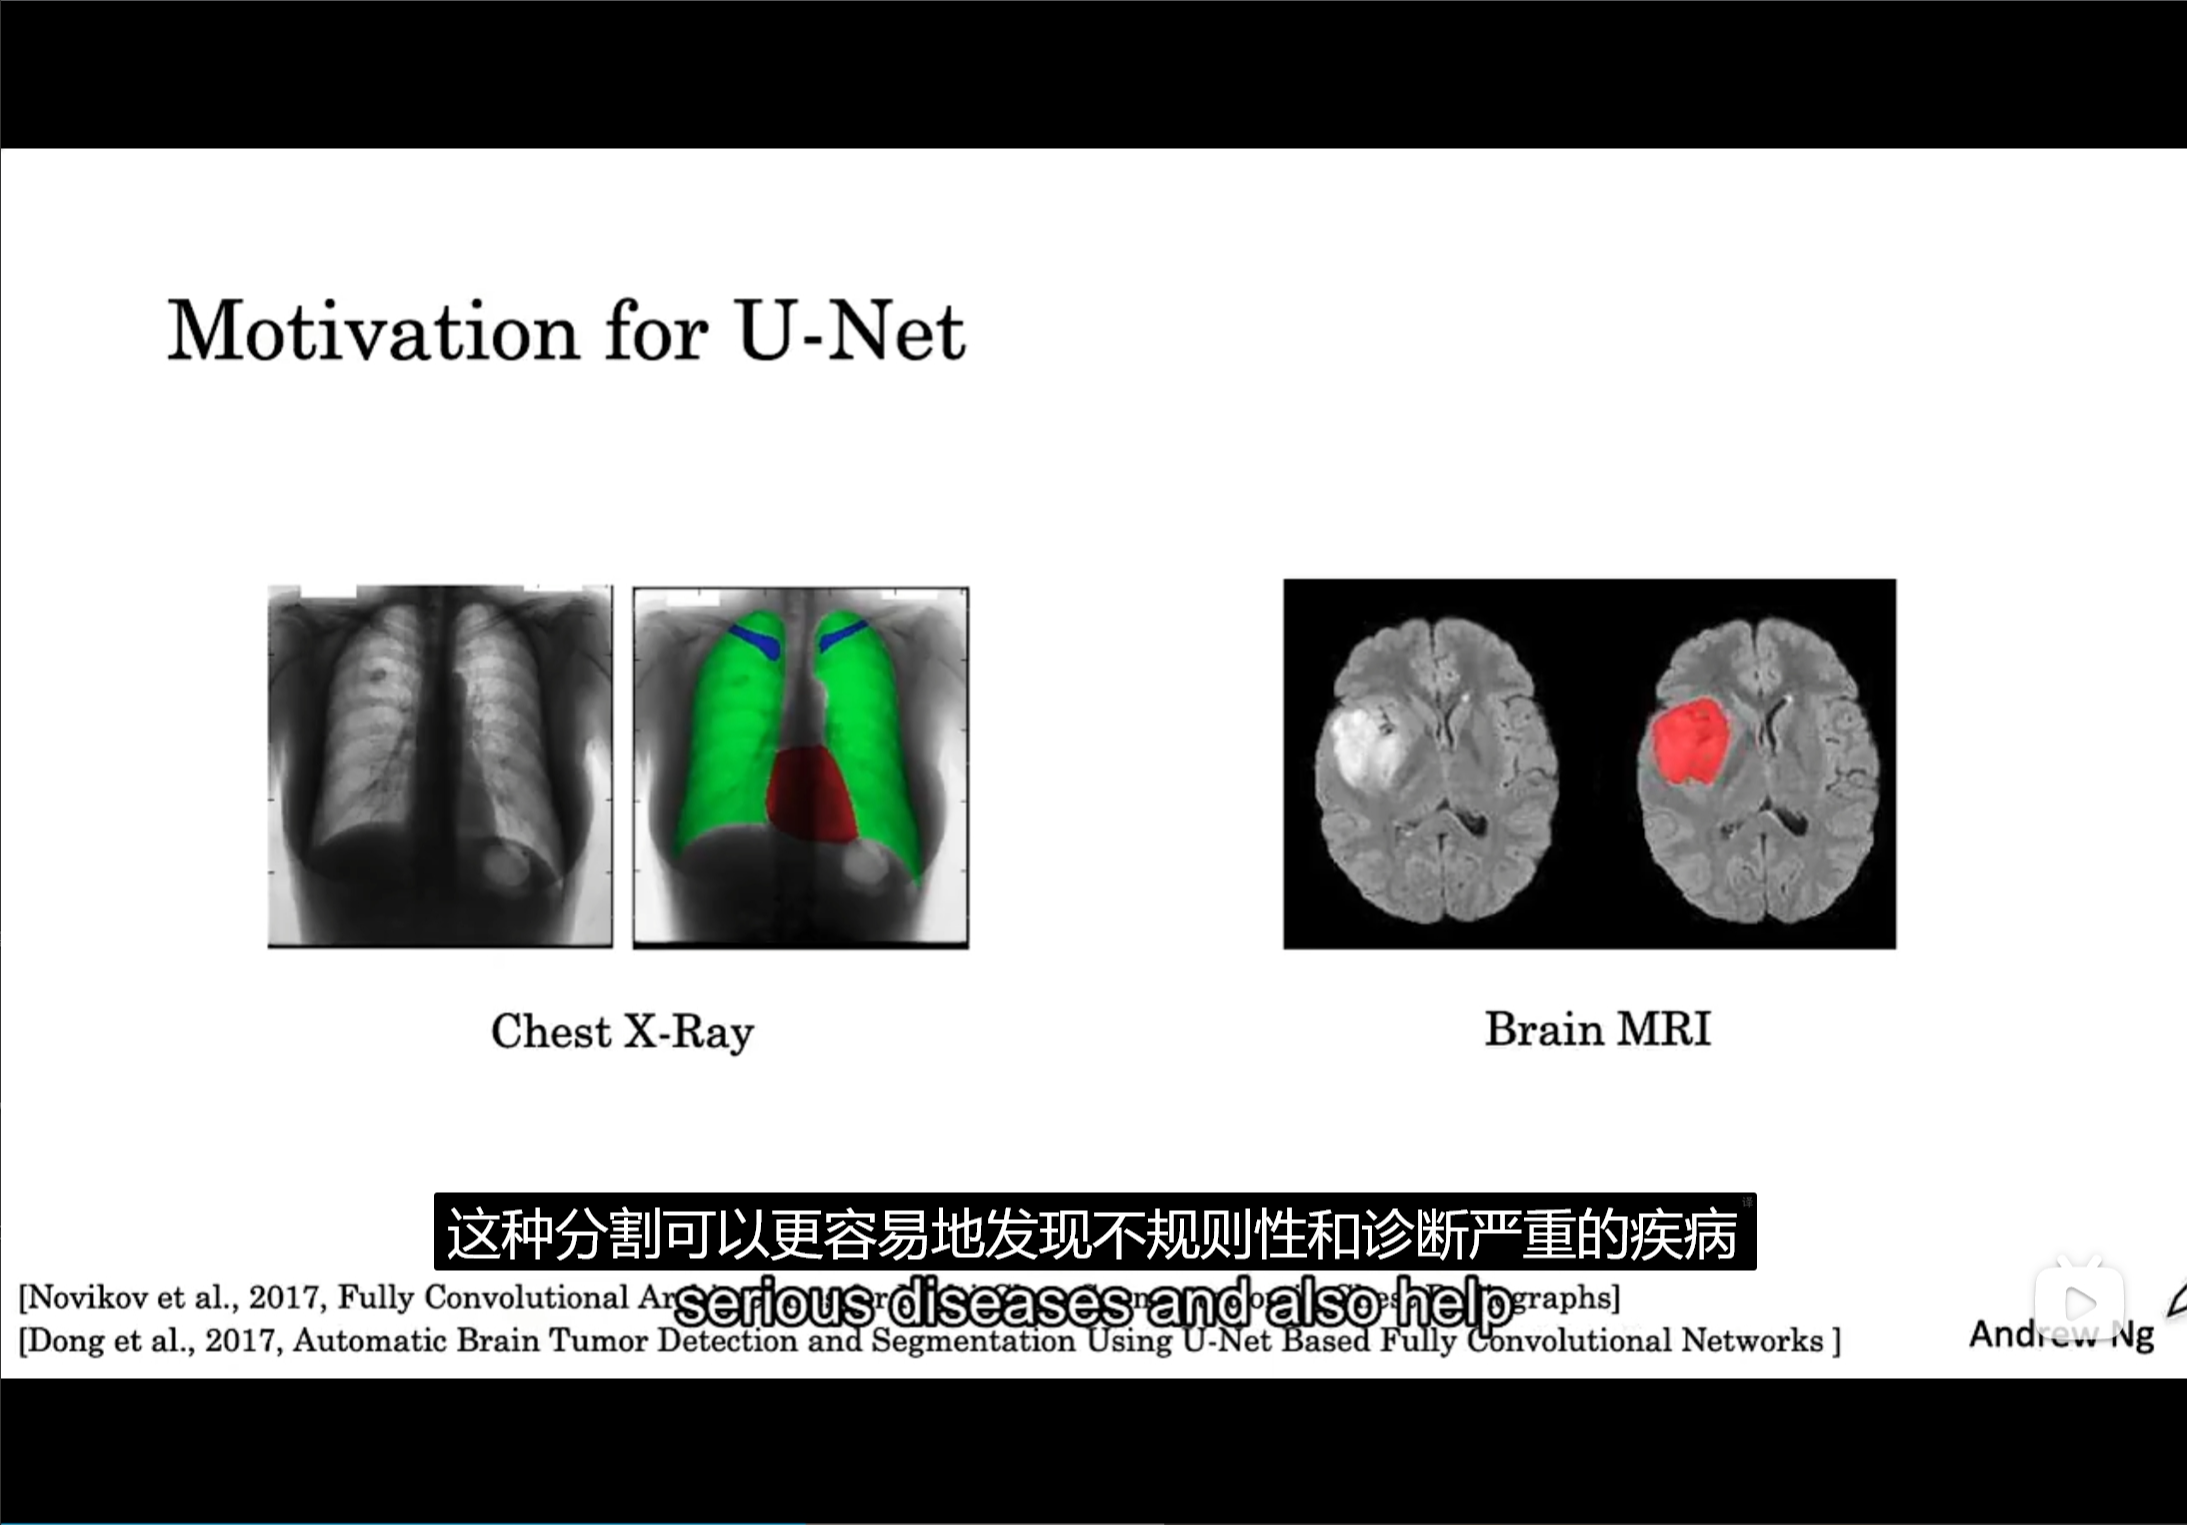 Motivation for U-Net
Chest X-Ray
Brain MRI
这种分割可以更容易地发现不规则性和诊断严重的疾病
译
serious diseases and also help
[Novikov et al., 2017, Fully Convolutional
[Dong et al., 2017, Automatic Brain Tumor Detection and Segmentation Using U-Net Based Fully Convolutional Networks ]
Andrew Ng